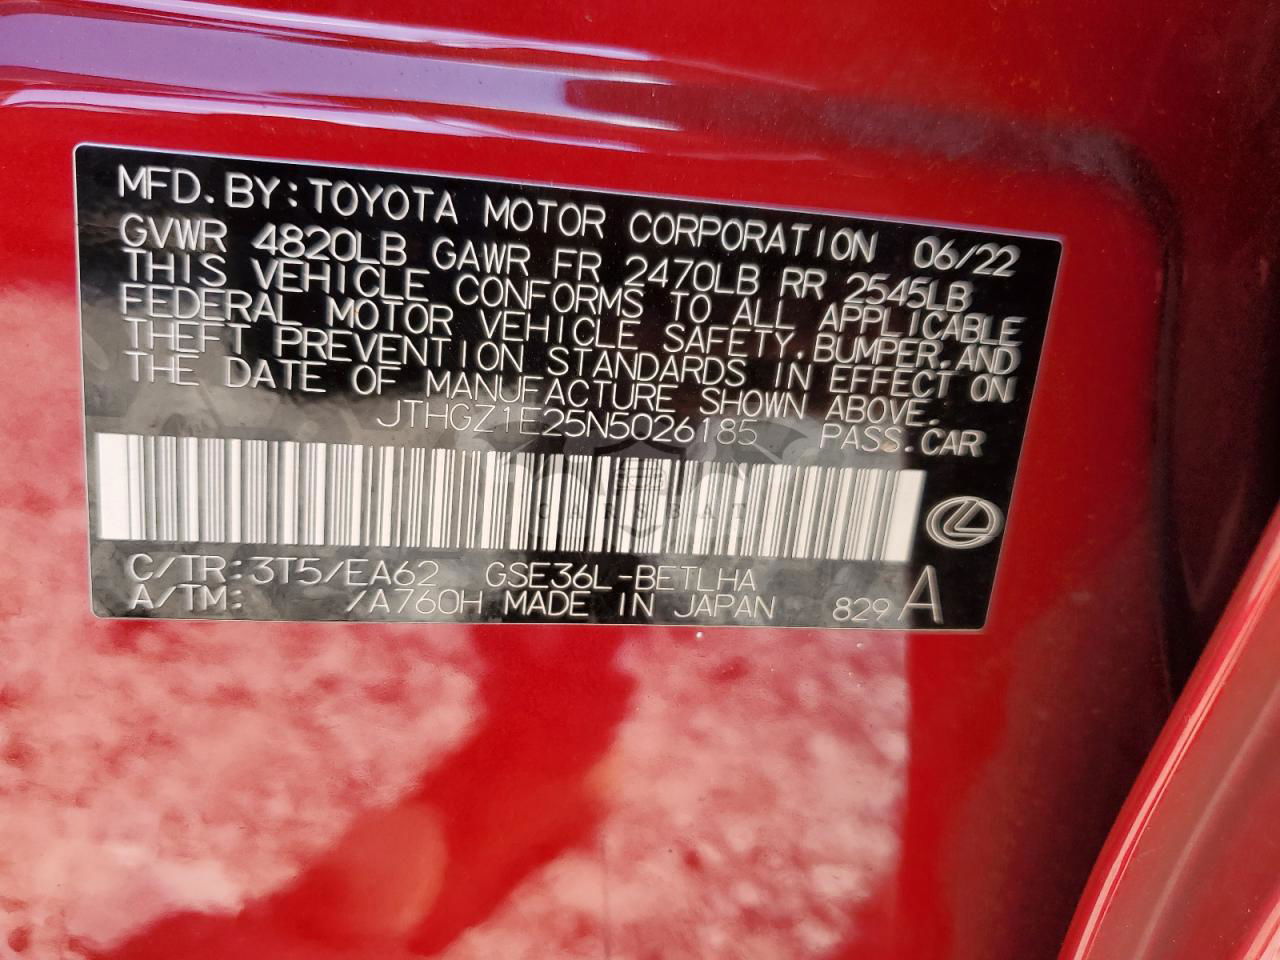 MFD. BY: TOYOTA MOTOR CORPORATION 06/22
GVWR 4820LB GAWR FR 2470LB RR 2545LB
THIS VEHICLE CONFORMS TO ALL APPLICABLE
FEDERAL MOTOR VEHICLE SAFETY, BUMPER, AND
THEFT PREVENTION STANDARDS IN EFFECT ON
THE DATE OF MANUFACTURE SHOWN ABOVE.
JTHGZ1E25N5026185 PASS. CAR
CARSBAT
C/TR: 3T5/EA62 GSE36L-BETLHA
A/TM: /A760H MADE IN JAPAN 829 A